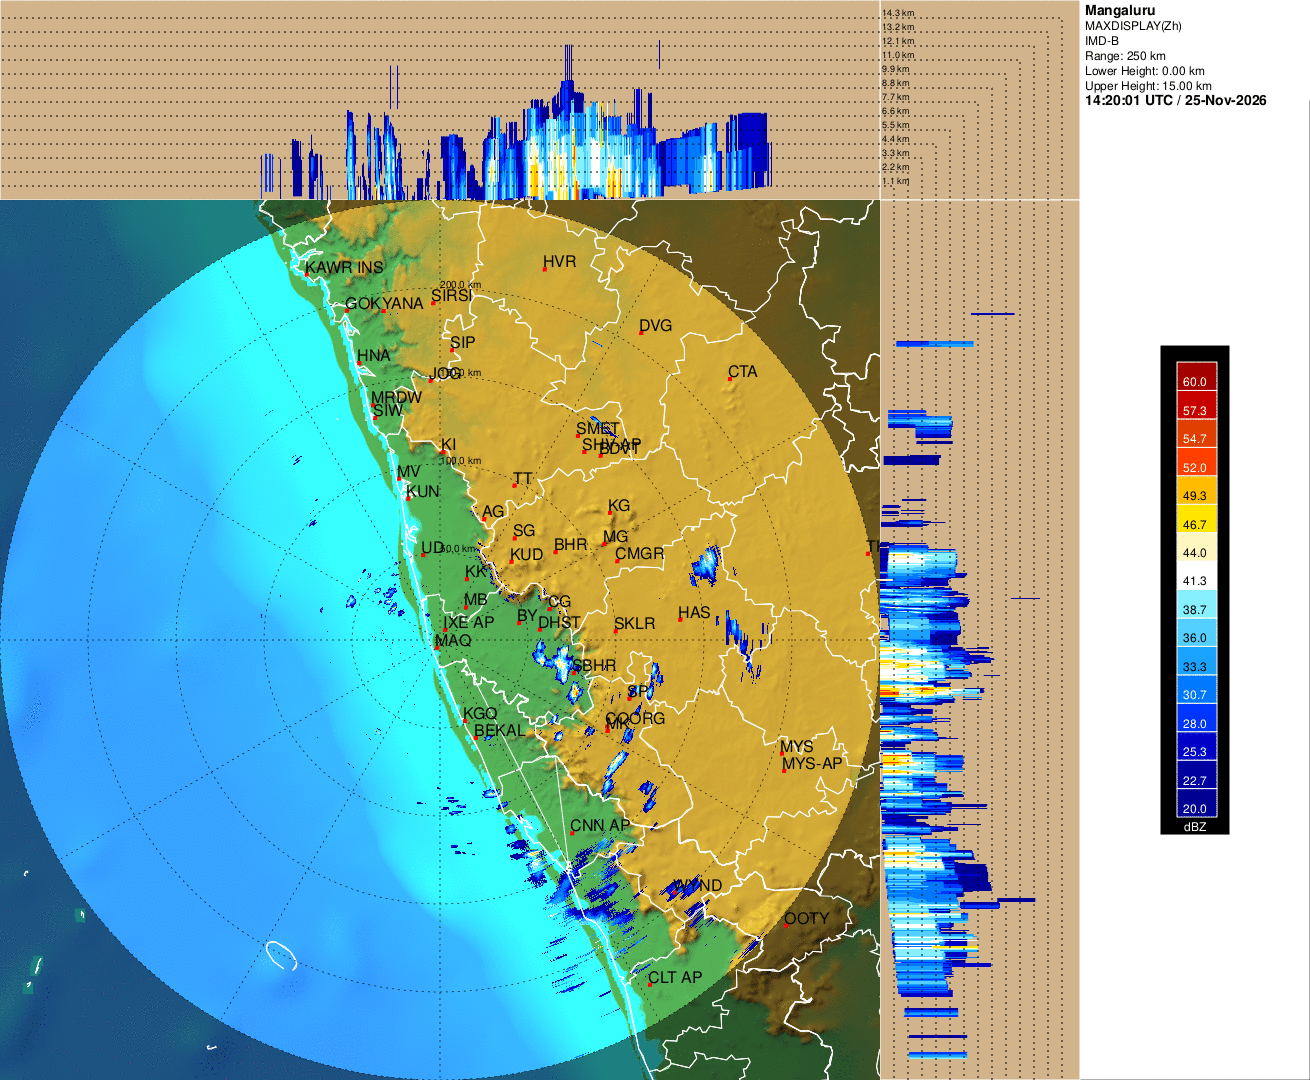 14.3 km
13.2 km
12.1 km
11.0 km
9.9 km
8.8 km
7.7 km
6.6 km
5.5 km
4.4 km
3.3 km
2.2 km
1.1 km
Mangaluru
MAXDISPLAY(Zh)
IMD-B
Range: 250 km
Lower Height: 0.00 km
Upper Height: 15.00 km
14:20:01 UTC / 25-Nov-2026
KAWR INS
HVR
200.0 km
GOKYANA
SIRSI
DVG
SIP
HNA
JOG
CTA
MRDW
SIW
SMET
SHV AP
BDVT
KI
100.0 km
MV
TT
KUN
AG
KG
SG
MG
UD
50.0 km
KUD
BHR
CMGR
KK
MB
CG
IXE AP
BY
DHST
SKLR
HAS
MAQ
SBHR
SP
KGQ
COORG
MK
BEKAL
MYS
MYS-AP
CNN AP
WYND
OOTY
CLT AP
60.0
57.3
54.7
52.0
49.3
46.7
44.0
41.3
38.7
36.0
33.3
30.7
28.0
25.3
22.7
20.0
dBZ